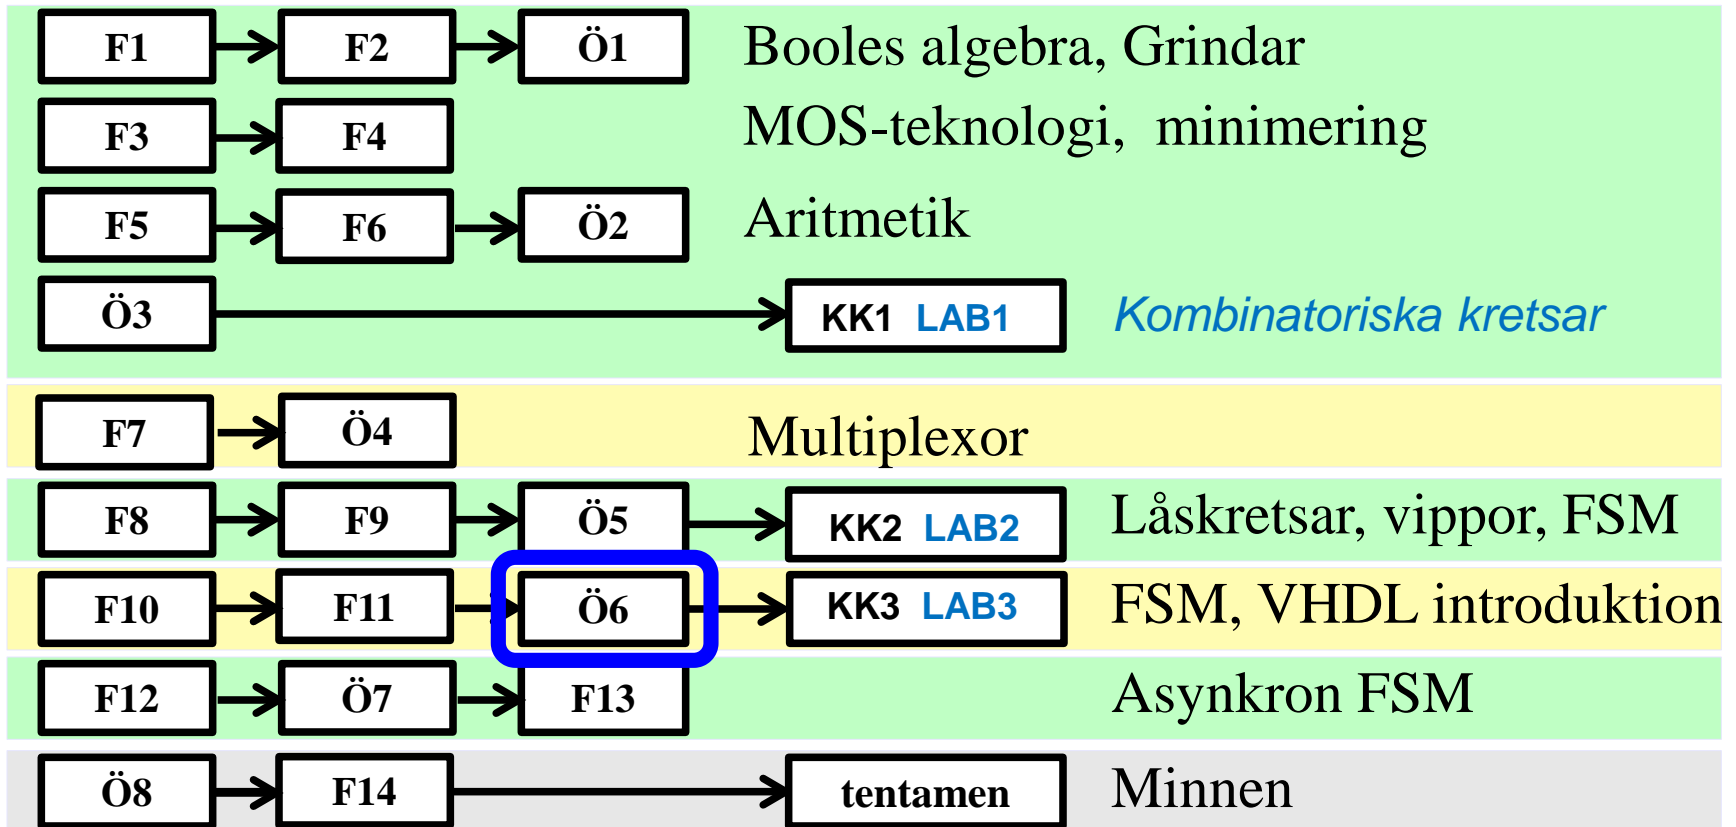 F1 F2 Ö1 Booles algebra, Grindar
F3 F4 MOS-teknologi, minimering
F5 F6 Ö2 Aritmetik
Ö3 KK1 LAB1 Kombinatoriska kretsar
F7 Ö4 Multiplexor
F8 F9 Ö5 KK2 LAB2 Låskretsar, vippor, FSM
F10 F11 Ö6 KK3 LAB3 FSM, VHDL introduktion
F12 Ö7 F13 Asynkron FSM
Ö8 F14 tentamen Minnen